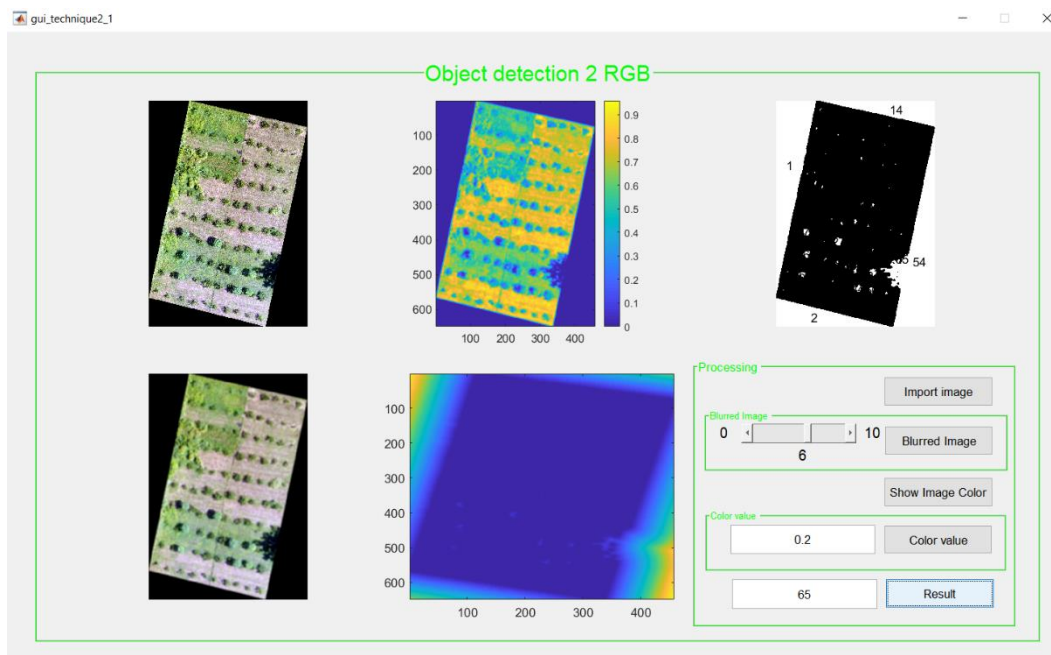 gui_technique2_1
Object detection 2 RGB
100
200
300
400
500
600
100 200 300 400
0.9
0.8
0.7
0.6
0.5
0.4
0.3
0.2
0.1
0
14
1
54
2
100
200
300
400
500
600
100 200 300 400
Processing
Import image
Blurred Image
0 10
6
Blurred Image
Show Image Color
Color value
0.2
Color value
65
Result